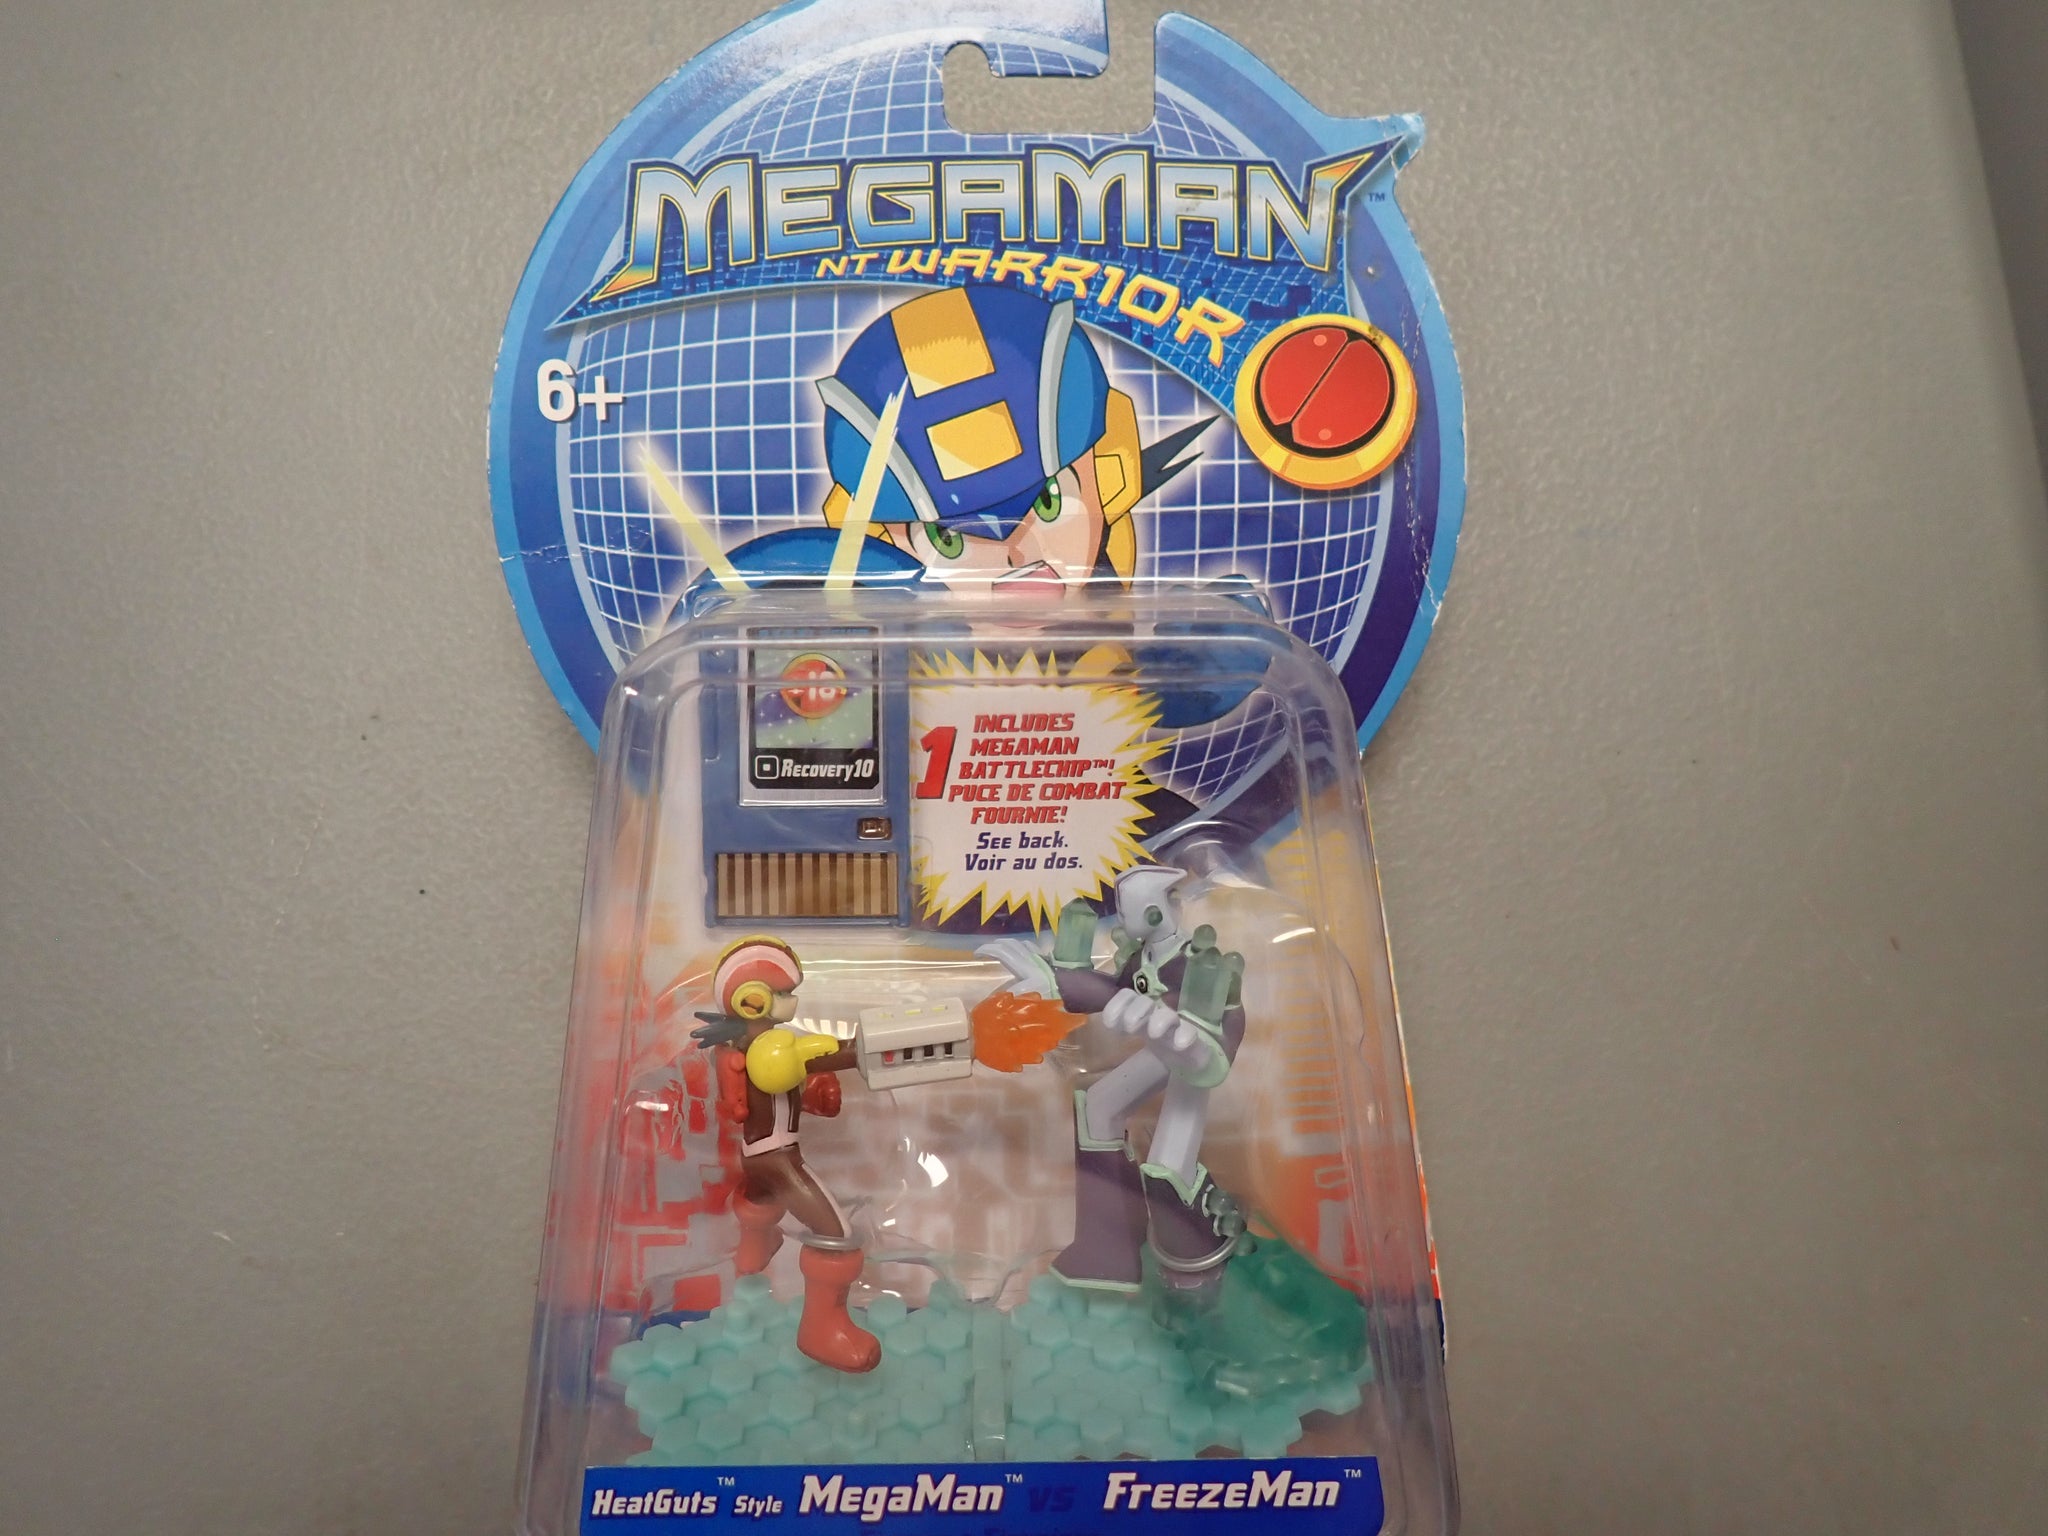 MEGAMAN™
NT WARRIOR
6+
+18
Recovery10
1
INCLUDES
MEGAMAN
BATTLECHIP™!
PUCE DE COMBAT
FOURNIE!
See back.
Voir au dos.
HeatGuts™ Style MegaMan™ vs FreezeMan™